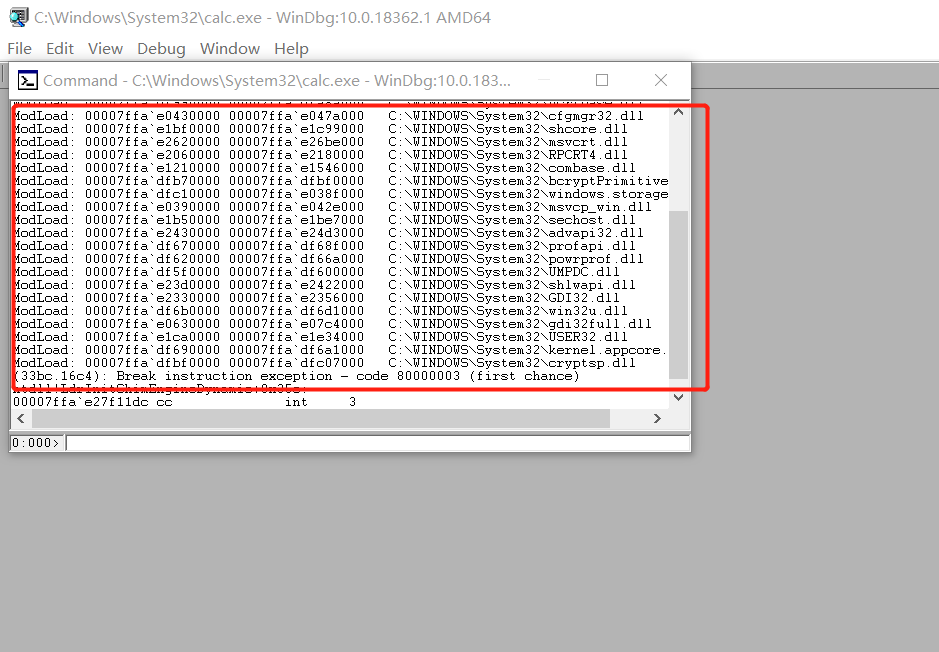 C:\Windows\System32\calc.exe - WinDbg:10.0.18362.1 AMD64
File Edit View Debug Window Help
Command - C:\Windows\System32\calc.exe - WinDbg:10.0.183...
ModLoad: 00007ffa`e0430000 00007ffa`e047a000 C:\WINDOWS\System32\cfgmgr32.dll
ModLoad: 00007ffa`e1bf0000 00007ffa`e1c99000 C:\WINDOWS\System32\shcore.dll
ModLoad: 00007ffa`e2620000 00007ffa`e26be000 C:\WINDOWS\System32\msvcrt.dll
ModLoad: 00007ffa`e2060000 00007ffa`e2180000 C:\WINDOWS\System32\RPCRT4.dll
ModLoad: 00007ffa`e1210000 00007ffa`e1546000 C:\WINDOWS\System32\combase.dll
ModLoad: 00007ffa`dfb70000 00007ffa`dfbf0000 C:\WINDOWS\System32\bcryptPrimitive
ModLoad: 00007ffa`dfc10000 00007ffa`e038f000 C:\WINDOWS\System32\windows.storage
ModLoad: 00007ffa`e0390000 00007ffa`e042e000 C:\WINDOWS\System32\msvcp_win.dll
ModLoad: 00007ffa`e1b50000 00007ffa`e1be7000 C:\WINDOWS\System32\sechost.dll
ModLoad: 00007ffa`e2430000 00007ffa`e24d3000 C:\WINDOWS\System32\advapi32.dll
ModLoad: 00007ffa`df670000 00007ffa`df68f000 C:\WINDOWS\System32\profapi.dll
ModLoad: 00007ffa`df620000 00007ffa`df66a000 C:\WINDOWS\System32\powrprof.dll
ModLoad: 00007ffa`df5f0000 00007ffa`df600000 C:\WINDOWS\System32\UMPDC.dll
ModLoad: 00007ffa`e23d0000 00007ffa`e2422000 C:\WINDOWS\System32\shlwapi.dll
ModLoad: 00007ffa`e2330000 00007ffa`e2356000 C:\WINDOWS\System32\GDI32.dll
ModLoad: 00007ffa`df6b0000 00007ffa`df6d1000 C:\WINDOWS\System32\win32u.dll
ModLoad: 00007ffa`e0630000 00007ffa`e07c4000 C:\WINDOWS\System32\gdi32full.dll
ModLoad: 00007ffa`e1ca0000 00007ffa`e1e34000 C:\WINDOWS\System32\USER32.dll
ModLoad: 00007ffa`df690000 00007ffa`df6a1000 C:\WINDOWS\System32\kernel.appcore.
ModLoad: 00007ffa`dfbf0000 00007ffa`dfc07000 C:\WINDOWS\System32\cryptsp.dll
(33bc.16c4): Break instruction exception - code 80000003 (first chance)
ntdll!LdrInitShimEngineDynamic+0x35c:
00007ffa`e27f11dc cc int 3
0:000>